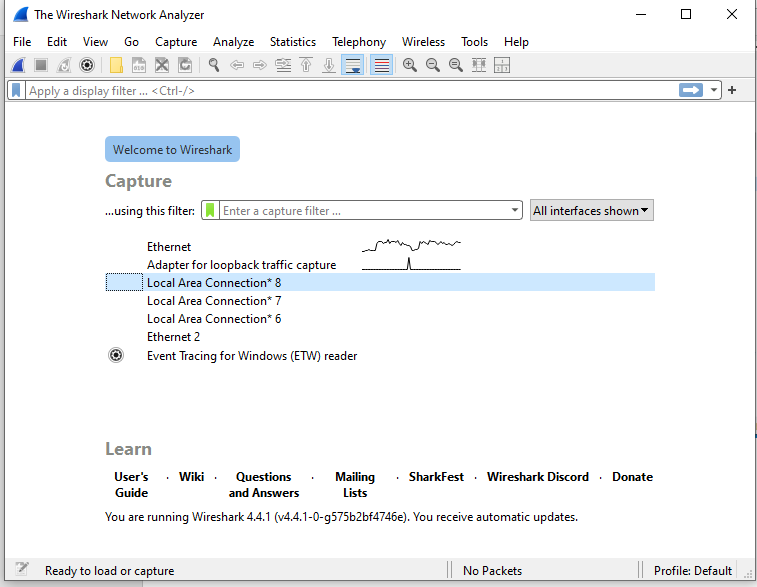 The Wireshark Network Analyzer
File Edit View Go Capture Analyze Statistics Telephony Wireless Tools Help
Apply a display filter ... <Ctrl-/>
Welcome to Wireshark
Capture
...using this filter: Enter a capture filter ... All interfaces shown
Ethernet
Adapter for loopback traffic capture
Local Area Connection* 8
Local Area Connection* 7
Local Area Connection* 6
Ethernet 2
Event Tracing for Windows (ETW) reader
Learn
User's Guide · Wiki · Questions and Answers · Mailing Lists · SharkFest · Wireshark Discord · Donate
You are running Wireshark 4.4.1 (v4.4.1-0-g575b2bf4746e). You receive automatic updates.
Ready to load or capture No Packets Profile: Default